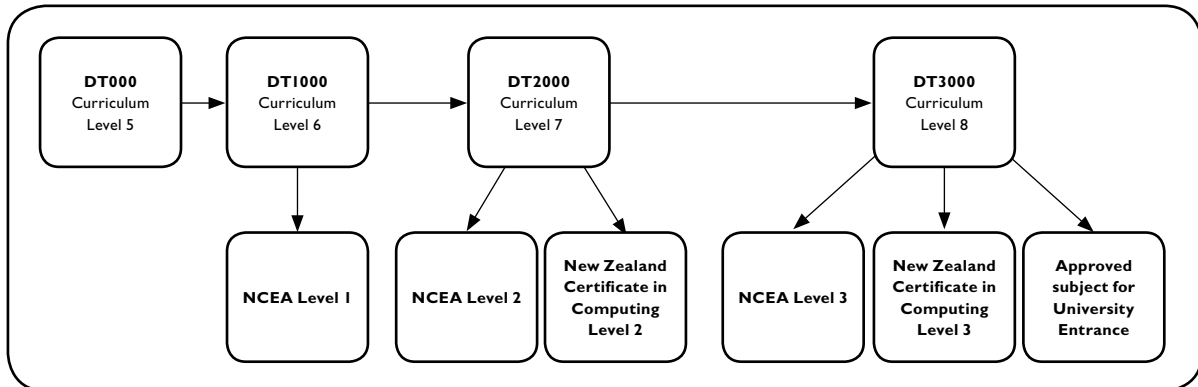 DT000
Curriculum
Level 5
DT1000
Curriculum
Level 6
DT2000
Curriculum
Level 7
DT3000
Curriculum
Level 8
NCEA Level 1
NCEA Level 2
New Zealand
Certificate in
Computing
Level 2
NCEA Level 3
New Zealand
Certificate in
Computing
Level 3
Approved
subject for
University
Entrance